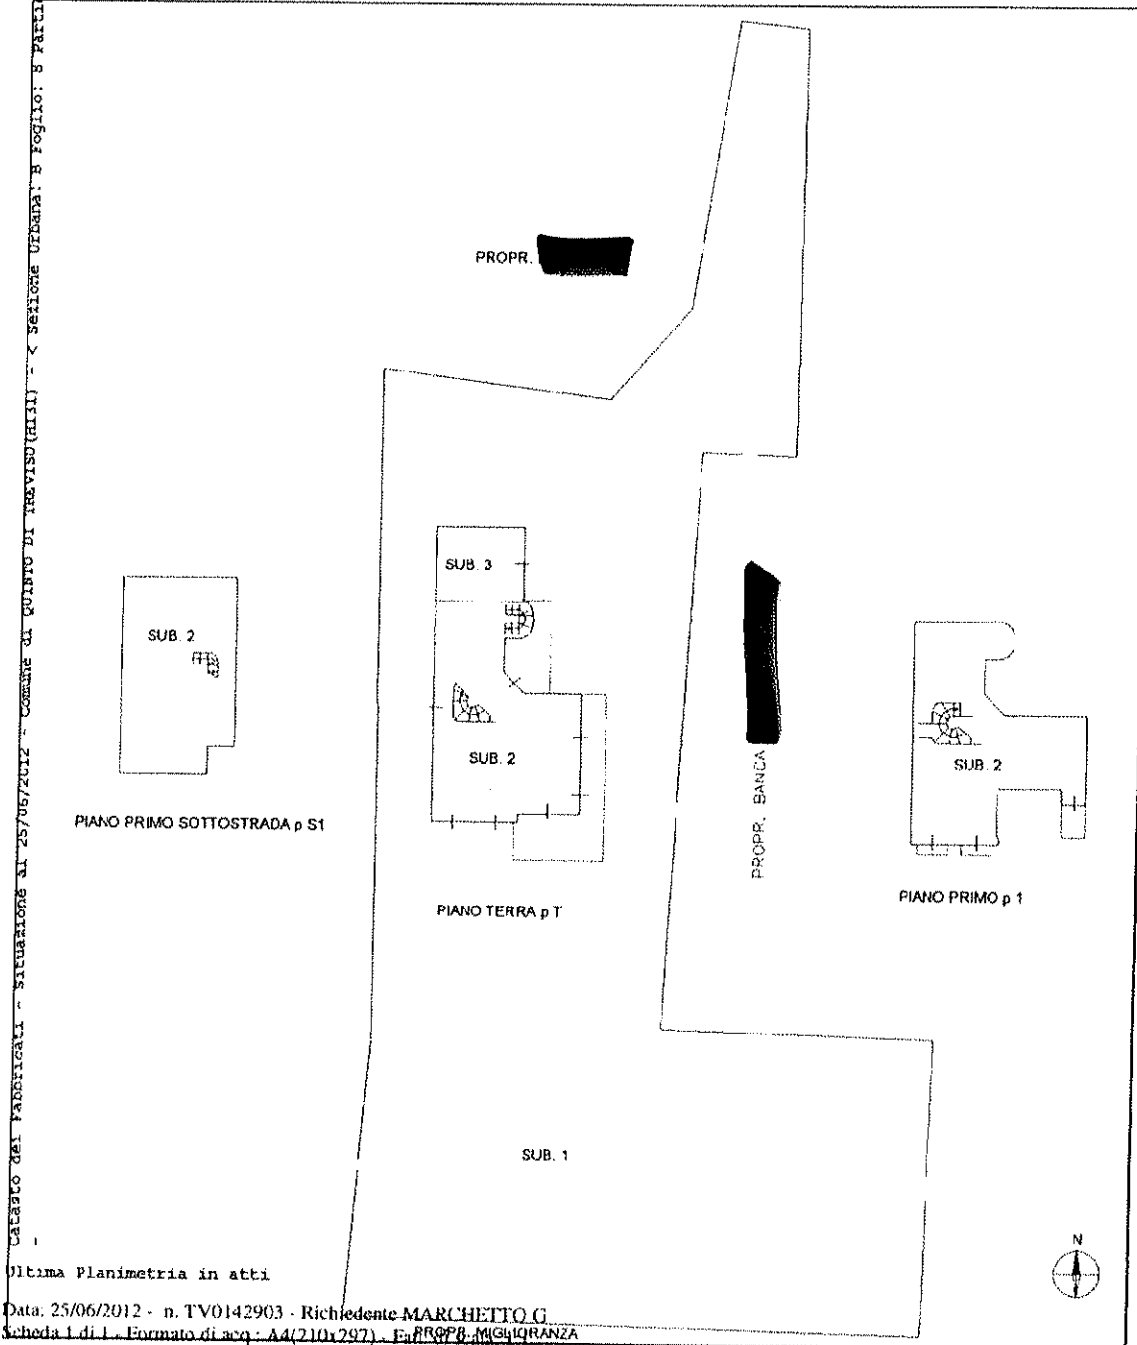 Catasto dei Fabbricati - Situazione al 25/06/2012 - Comune di QUINTO DI TREVISO(H131) - < Sezione Urbana: B Foglio: 8 Parti
PROPR.
SUB. 3
SUB. 2
SUB. 2
SUB. 2
PROPR. BANCA
PIANO PRIMO SOTTOSTRADA p S1
PIANO TERRA p T
PIANO PRIMO p 1
SUB. 1
N
Ultima Planimetria in atti
Data: 25/06/2012 - n. TV0142903 - Richiedente MARCHETTO G
Scheda 1 di 1 - Formato di acq.: A4(210x297) -
PROPR. MIGLIORANZA